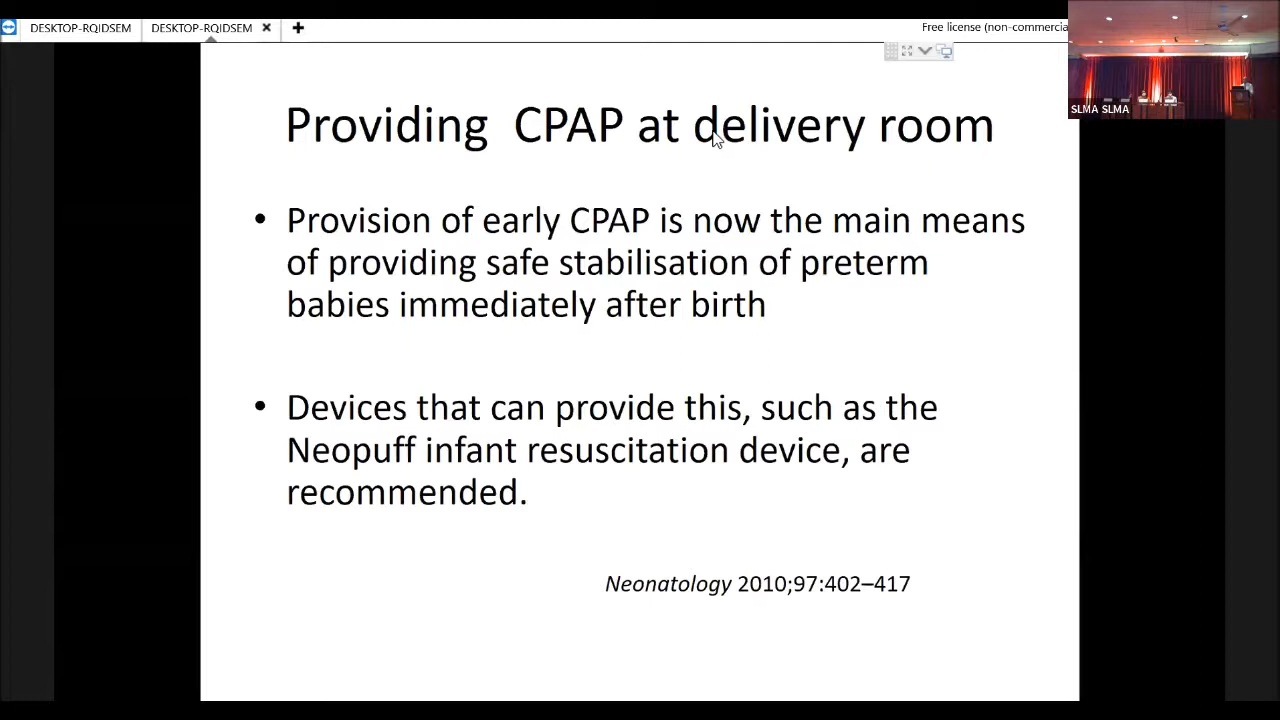 DESKTOP-RQIDSEM
DESKTOP-RQIDSEM
Free license (non-commercia
SLMA SLMA
Providing CPAP at delivery room
• Provision of early CPAP is now the main means
of providing safe stabilisation of preterm
babies immediately after birth
• Devices that can provide this, such as the
Neopuff infant resuscitation device, are
recommended.
Neonatology 2010;97:402–417